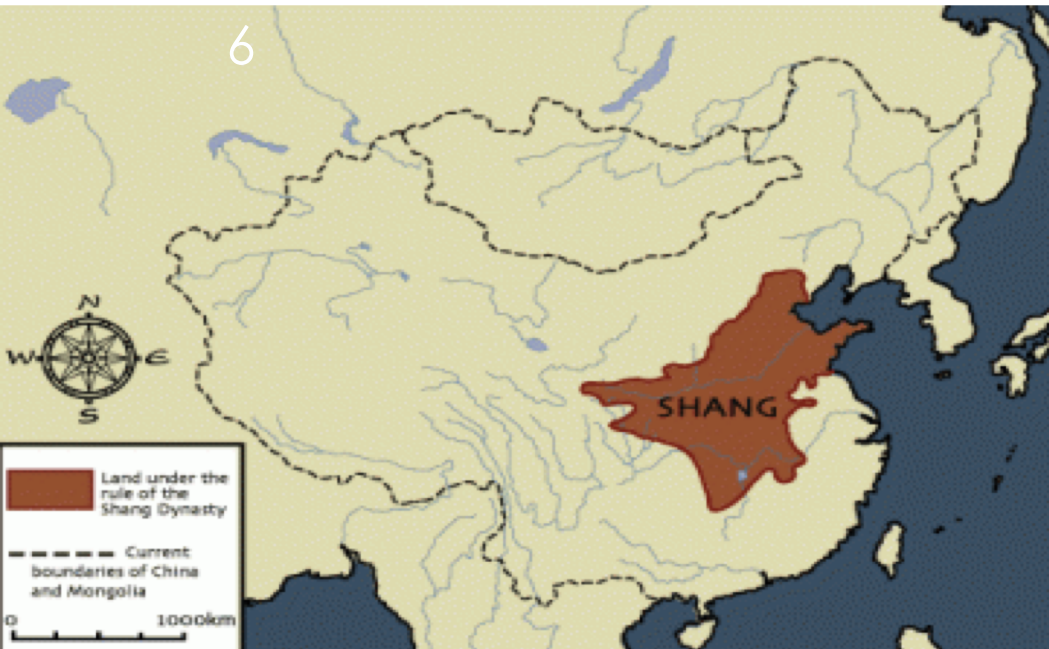 6
N
W E
S
SHANG
Land under the
rule of the
Shang Dynasty
Current
boundaries of China
and Mongolia
0 1000km